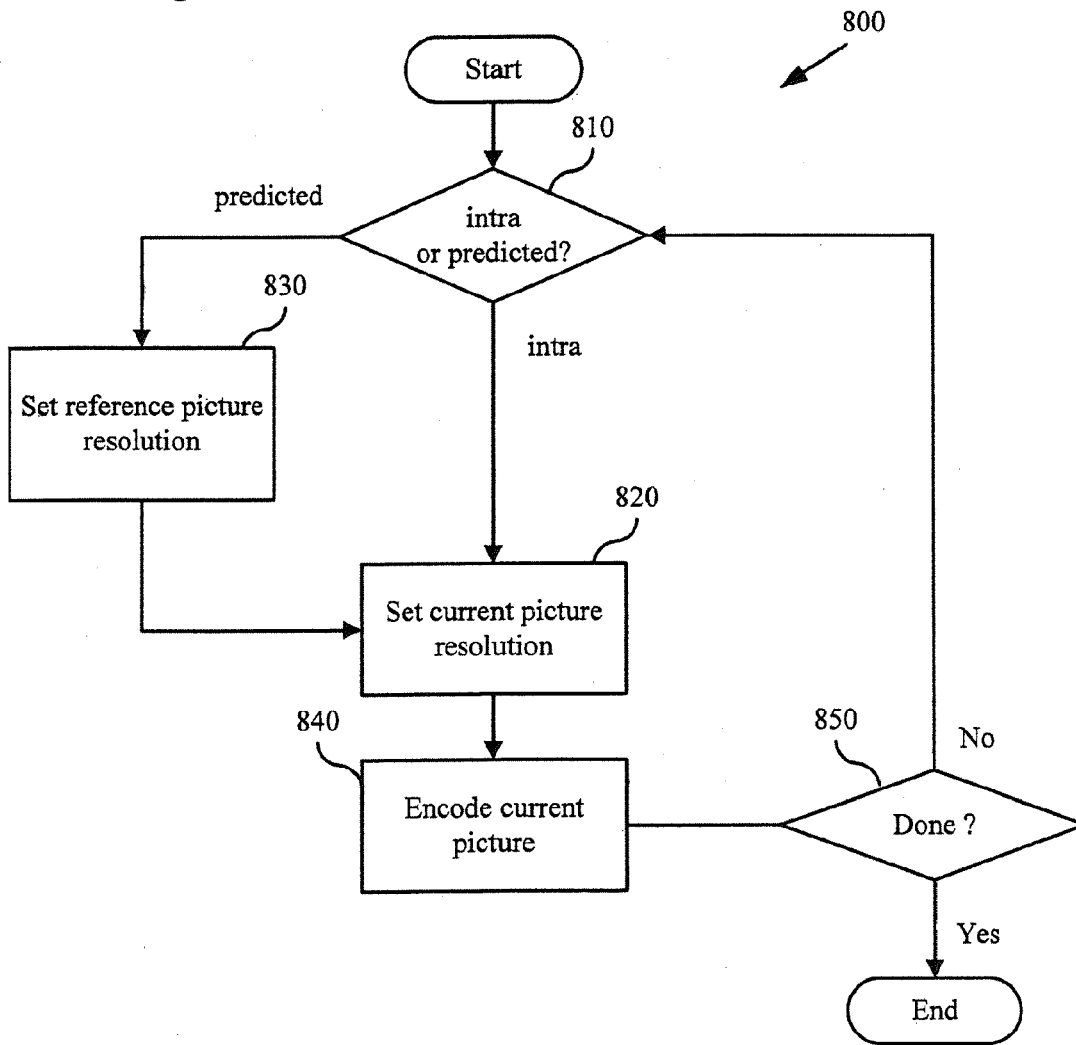 800
Start
810
predicted
intra
or predicted?
830
intra
Set reference picture
resolution
820
Set current picture
resolution
840
850
No
Encode current
picture
Done ?
Yes
End